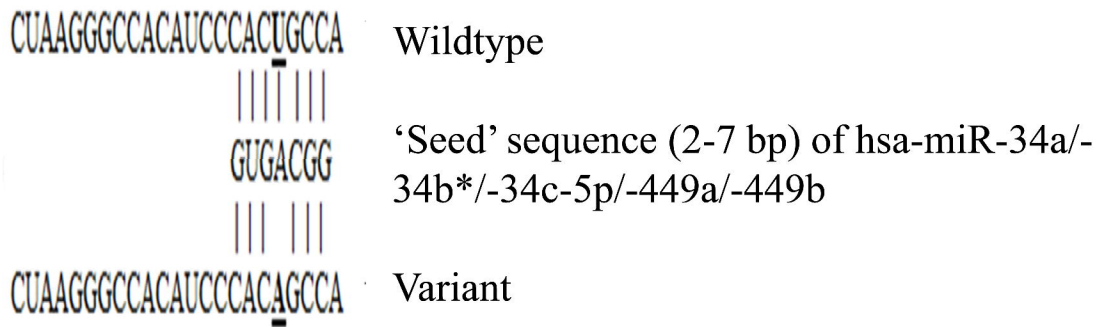 CUAAGGGCCACAUCCCACUGCCA Wildtype
GUGACGG ‘Seed’ sequence (2-7 bp) of hsa-miR-34a/-
34b*/-34c-5p/-449a/-449b
CUAAGGGCCACAUCCCACAGCCA Variant